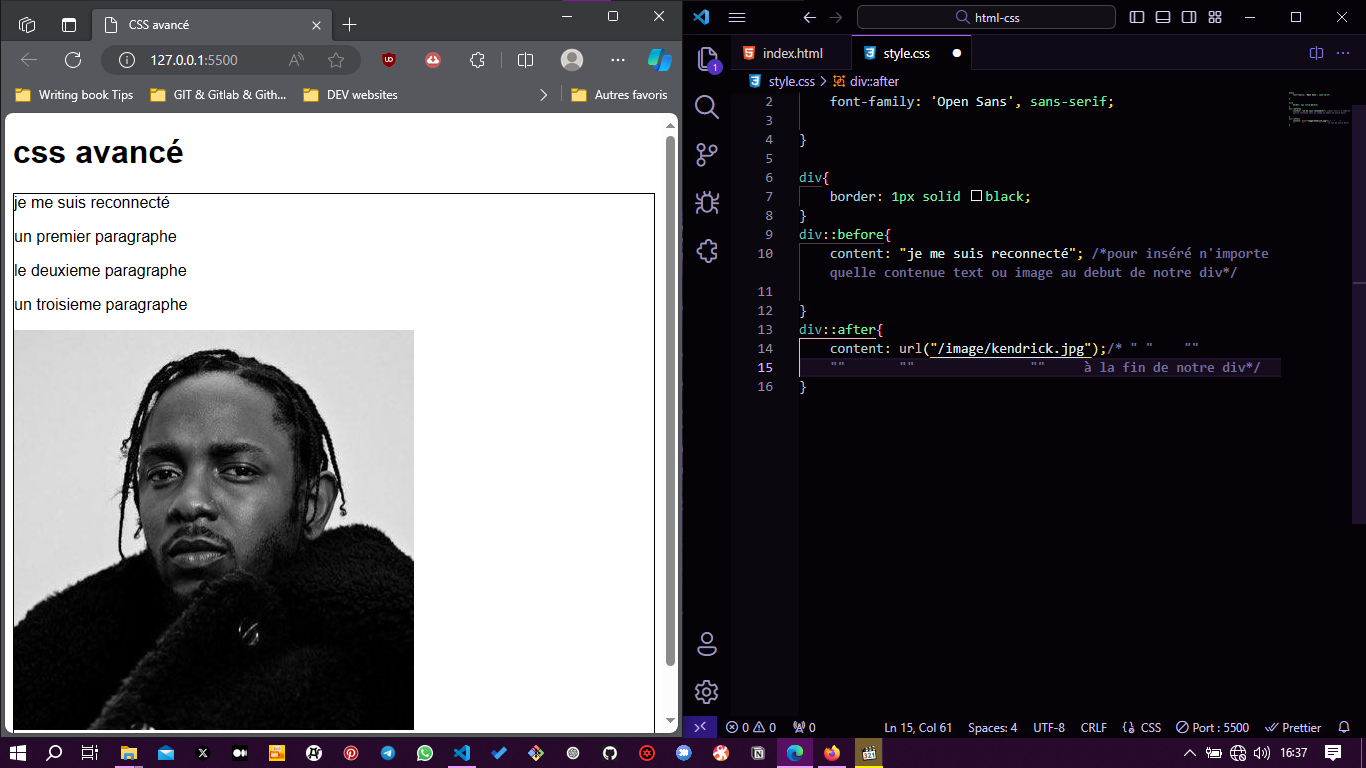 CSS avancé
127.0.0.1:5500
Writing book Tips
GIT & Gitlab & Gith...
DEV websites
Autres favoris
css avancé
je me suis reconnecté
un premier paragraphe
le deuxieme paragraphe
un troisieme paragraphe
html-css
index.html
style.css
style.css > div::after
2 font-family: 'Open Sans', sans-serif;
3
4 }
5
6 div{
7 border: 1px solid black;
8 }
9 div::before{
10 content: "je me suis reconnecté"; /*pour inséré n'importe
quelle contenue text ou image au debut de notre div*/
11
12 }
13 div::after{
14 content: url("/image/kendrick.jpg");/* " " ""
15 "" "" "" à la fin de notre div*/
16 }
1
0 0 0 Ln 15, Col 61 Spaces: 4 UTF-8 CRLF {} CSS Port : 5500 Prettier
16:37